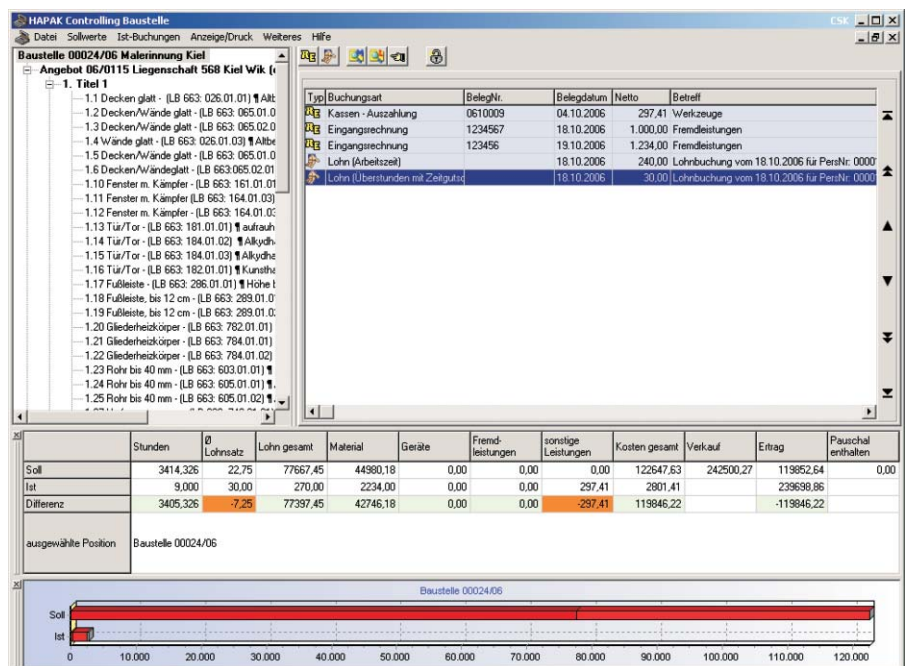 HAPAK Controlling Baustelle CSK
Datei Sollwerte Ist-Buchungen Anzeige/Druck Weiteres Hilfe
Baustelle 00024/06 Malerinnung Kiel
Angebot 06/0115 Liegenschaft 568 Kiel Wik (
1. Titel 1
1.1 Decken glatt - (LB 663: 026.01.01) ¶ Altb
1.2 Decken/Wände glatt - (LB 663: 065.01.0
1.3 Decken/Wände glatt - (LB 663: 065.02.0
1.4 Wände glatt - (LB 663: 026.01.03) ¶ Altbe
1.5 Decken/Wände glatt - (LB 663: 065.01.0
1.6 Decken/Wändeglatt - (LB 663:065.02.01
1.10 Fenster m. Kämpfer - (LB 663: 161.01.01
1.11 Fenster m. Kämpfer (LB 663: 164.01.03)
1.12 Fenster m. Kämpfer - (LB 663: 164.01.03
1.13 Tür/Tor - (LB 663: 181.01.01) ¶ aufrauh
1.14 Tür/Tor - (LB 663: 184.01.02) ¶ Alkydh
1.15 Tür/Tor - (LB 663: 184.01.03) ¶ Alkydha
1.16 Tür/Tor - (LB 663: 182.01.01) ¶ Kunstha
1.17 Fußleiste - (LB 663: 286.01.01) ¶ Höhe b
1.18 Fußleiste, bis 12 cm - (LB 663: 289.01.0
1.19 Fußleiste, bis 12 cm - (LB 663: 289.01.0
1.20 Gliederheizkörper - (LB 663: 782.01.01)
1.21 Gliederheizkörper - (LB 663: 784.01.01)
1.22 Gliederheizkörper - (LB 663: 784.01.02)
1.23 Rohr bis 40 mm - (LB 663: 603.01.01) ¶
1.24 Rohr bis 40 mm - (LB 663: 605.01.01) ¶
1.25 Rohr bis 40 mm - (LB 663: 605.01.02) ¶
Typ Buchungsart BelegNr. Belegdatum Netto Betreff
Kassen - Auszahlung 0610009 04.10.2006 297,41 Werkzeuge
Eingangsrechnung 1234567 18.10.2006 1.000,00 Fremdleistungen
Eingangsrechnung 123456 19.10.2006 1.234,00 Fremdleistungen
Lohn (Arbeitszeit) 18.10.2006 240,00 Lohnbuchung vom 18.10.2006 für PersNr: 0000
Lohn (Überstunden mit Zeitgutsc 18.10.2006 30,00 Lohnbuchung vom 18.10.2006 für PersNr: 0000
Stunden Ø Lohnsatz Lohn gesamt Material Geräte Fremd-leistungen sonstige Leistungen Kosten gesamt Verkauf Ertrag Pauschal enthalten
Soll 3414,326 22,75 77667,45 44980,18 0,00 0,00 0,00 122647,63 242500,27 119852,64 0,00
Ist 9,000 30,00 270,00 2234,00 0,00 0,00 297,41 2801,41 239698,86
Differenz 3405,326 -7,25 77397,45 42746,18 0,00 0,00 -297,41 119846,22 -119846,22
ausgewählte Position Baustelle 00024/06
Baustelle 00024/06
Soll
Ist
0 10.000 20.000 30.000 40.000 50.000 60.000 70.000 80.000 90.000 100.000 110.000 120.000